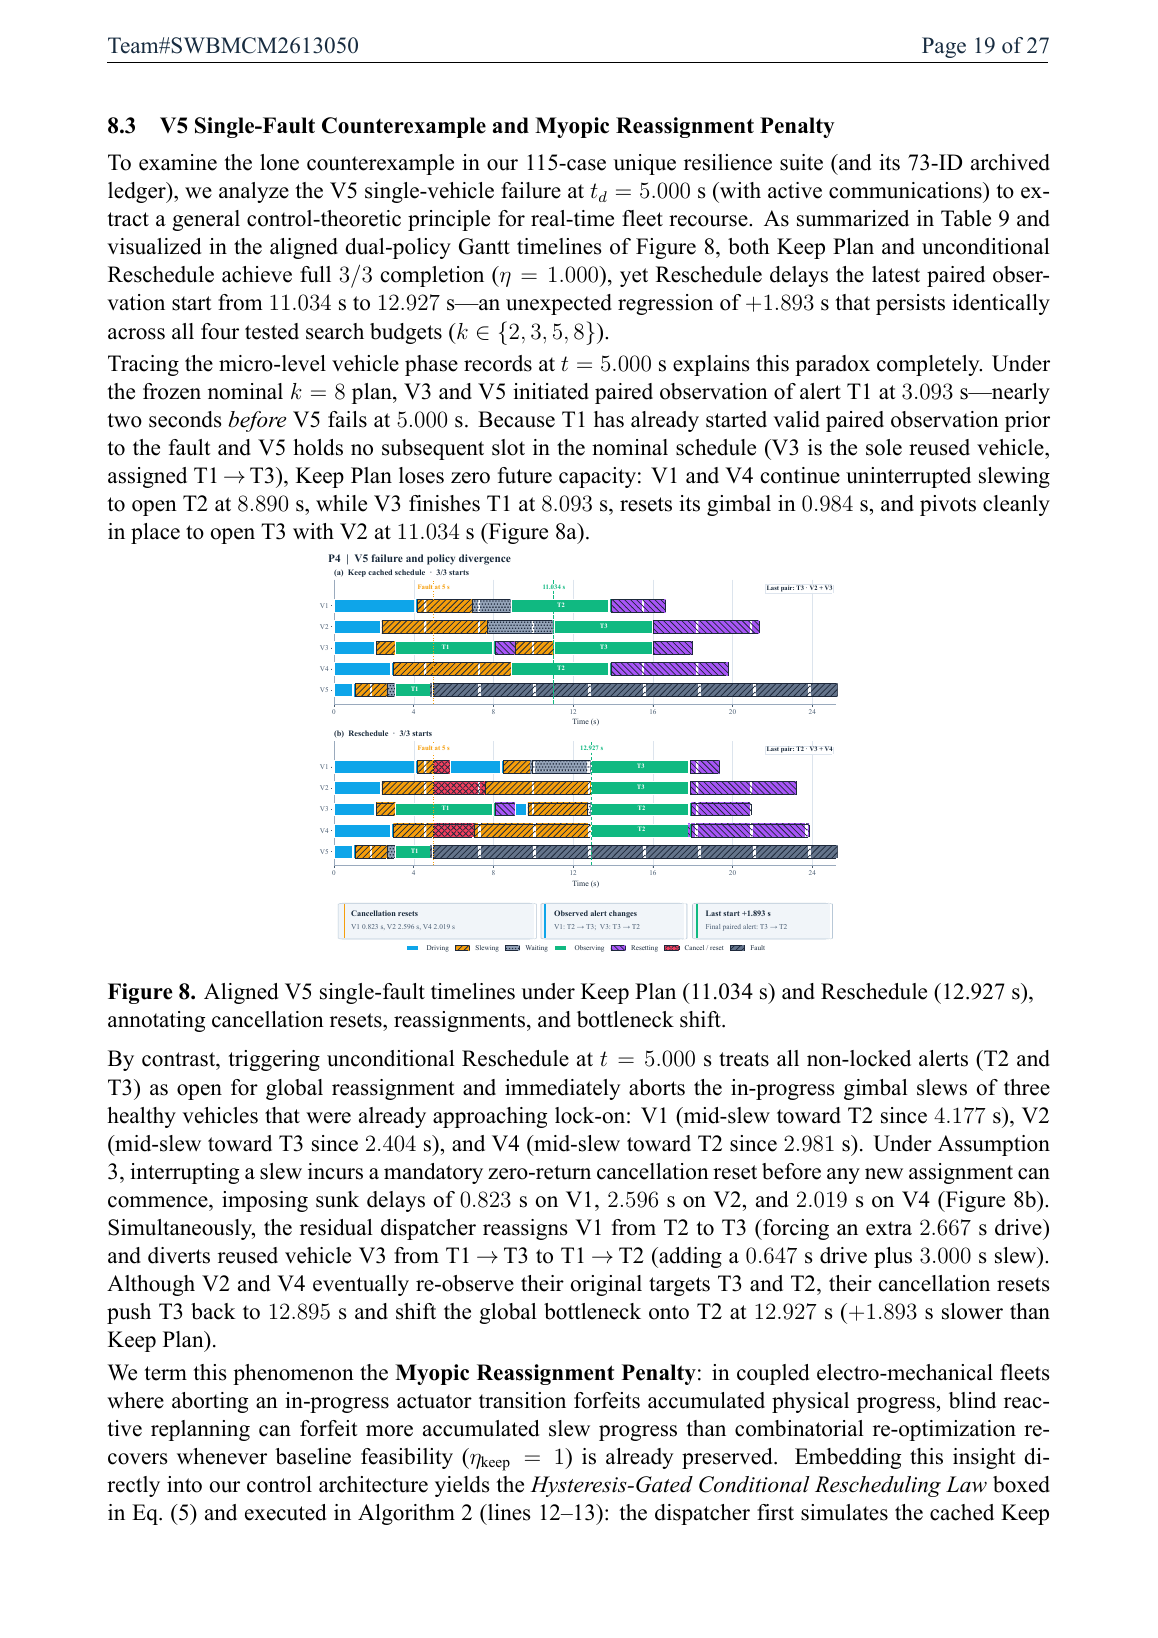 Team#SWBMCM2613050 Page 19 of 27
8.3 V5 Single-Fault Counterexample and Myopic Reassignment Penalty
To examine the lone counterexample in our 115-case unique resilience suite (and its 73-ID archived
ledger), we analyze the V5 single-vehicle failure at t_d = 5.000 s (with active communications) to ex-
tract a general control-theoretic principle for real-time fleet recourse. As summarized in Table 9 and
visualized in the aligned dual-policy Gantt timelines of Figure 8, both Keep Plan and unconditional
Reschedule achieve full 3/3 completion (η = 1.000), yet Reschedule delays the latest paired obser-
vation start from 11.034 s to 12.927 s—an unexpected regression of +1.893 s that persists identically
across all four tested search budgets (k ∈ {2, 3, 5, 8}).
Tracing the micro-level vehicle phase records at t = 5.000 s explains this paradox completely. Under
the frozen nominal k = 8 plan, V3 and V5 initiated paired observation of alert T1 at 3.093 s—nearly
two seconds before V5 fails at 5.000 s. Because T1 has already started valid paired observation prior
to the fault and V5 holds no subsequent slot in the nominal schedule (V3 is the sole reused vehicle,
assigned T1 → T3), Keep Plan loses zero future capacity: V1 and V4 continue uninterrupted slewing
to open T2 at 8.890 s, while V3 finishes T1 at 8.093 s, resets its gimbal in 0.984 s, and pivots cleanly
in place to open T3 with V2 at 11.034 s (Figure 8a).
P4 | V5 failure and policy divergence
(a) Keep cached schedule · 3/3 starts
Fault at 5 s 11.034 s Last pair: T3 · V2 + V3
V1 T2
V2 T3
V3 T1 T3
V4 T2
V5 T1
0 4 8 12 16 20 24
Time (s)
(b) Reschedule · 3/3 starts
Fault at 5 s 12.927 s Last pair: T2 · V3 + V4
V1 T3
V2 T3
V3 T1 T2
V4 T2
V5 T1
0 4 8 12 16 20 24
Time (s)
Cancellation resets Observed alert changes Last start +1.893 s
V1 0.823 s, V2 2.596 s, V4 2.019 s V1: T2 → T3; V3: T3 → T2 Final paired alert: T3 → T2
Driving Slewing Waiting Observing Resetting Cancel / reset Fault
Figure 8. Aligned V5 single-fault timelines under Keep Plan (11.034 s) and Reschedule (12.927 s),
annotating cancellation resets, reassignments, and bottleneck shift.
By contrast, triggering unconditional Reschedule at t = 5.000 s treats all non-locked alerts (T2 and
T3) as open for global reassignment and immediately aborts the in-progress gimbal slews of three
healthy vehicles that were already approaching lock-on: V1 (mid-slew toward T2 since 4.177 s), V2
(mid-slew toward T3 since 2.404 s), and V4 (mid-slew toward T2 since 2.981 s). Under Assumption
3, interrupting a slew incurs a mandatory zero-return cancellation reset before any new assignment can
commence, imposing sunk delays of 0.823 s on V1, 2.596 s on V2, and 2.019 s on V4 (Figure 8b).
Simultaneously, the residual dispatcher reassigns V1 from T2 to T3 (forcing an extra 2.667 s drive)
and diverts reused vehicle V3 from T1 → T3 to T1 → T2 (adding a 0.647 s drive plus 3.000 s slew).
Although V2 and V4 eventually re-observe their original targets T3 and T2, their cancellation resets
push T3 back to 12.895 s and shift the global bottleneck onto T2 at 12.927 s (+1.893 s slower than
Keep Plan).
We term this phenomenon the Myopic Reassignment Penalty: in coupled electro-mechanical fleets
where aborting an in-progress actuator transition forfeits accumulated physical progress, blind reac-
tive replanning can forfeit more accumulated slew progress than combinatorial re-optimization re-
covers whenever baseline feasibility (η_keep = 1) is already preserved. Embedding this insight di-
rectly into our control architecture yields the Hysteresis-Gated Conditional Rescheduling Law boxed
in Eq. (5) and executed in Algorithm 2 (lines 12–13): the dispatcher first simulates the cached Keep